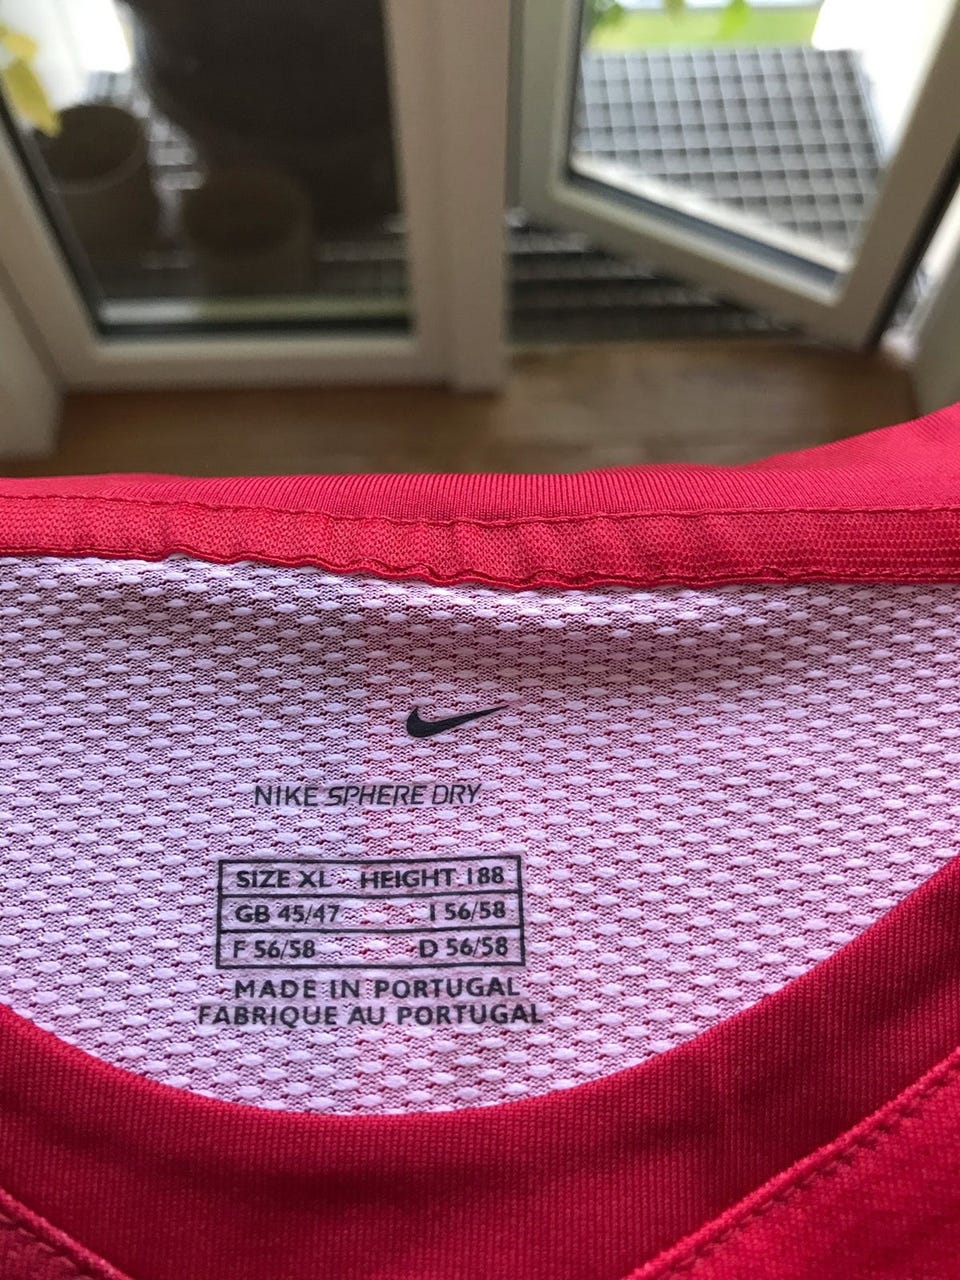 NIKE SPHERE DRY
SIZE XL HEIGHT 188
GB 45/47 I 56/58
F 56/58 D 56/58
MADE IN PORTUGAL
FABRIQUE AU PORTUGAL